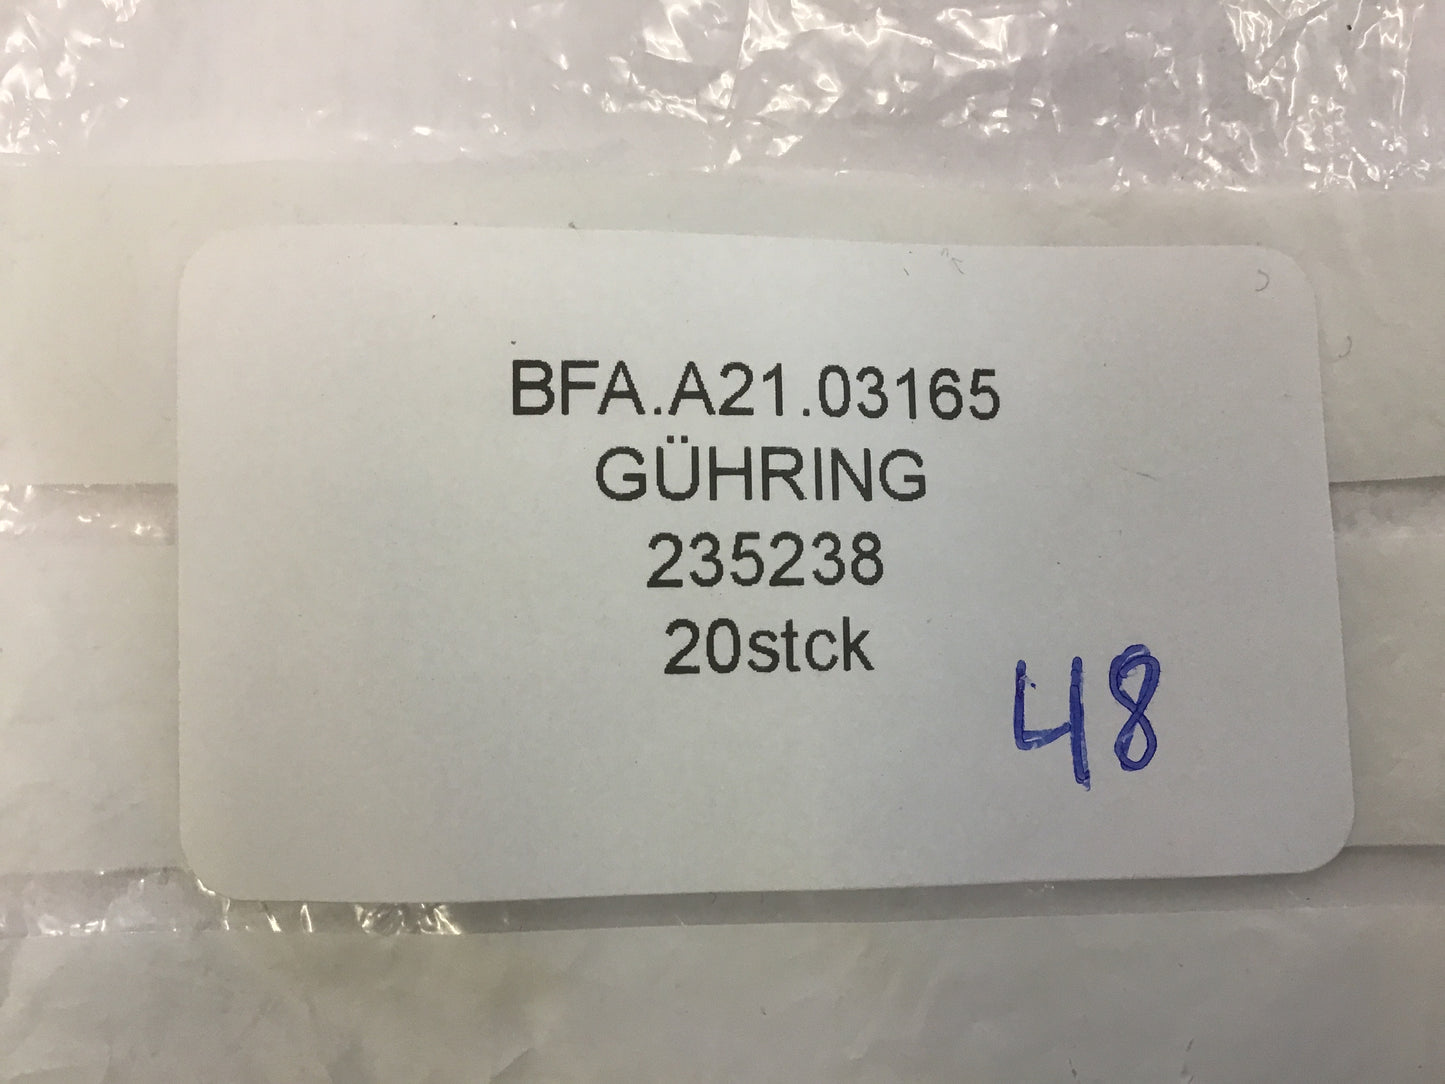 BFA.A21.03165
GÜHRING
235238
20stck
48